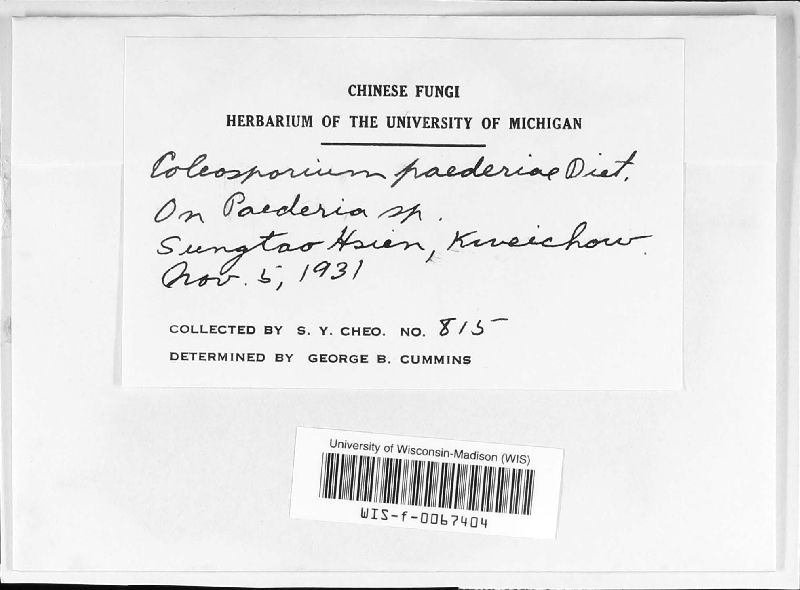 CHINESE FUNGI
HERBARIUM OF THE UNIVERSITY OF MICHIGAN
Coleosporium paederiae Diet.
On Paederia sp.
Sungtao Hsien, Kweichow.
Nov. 5, 1931
COLLECTED BY S. Y. CHEO. NO. 815
DETERMINED BY GEORGE B. CUMMINS
University of Wisconsin-Madison (WIS)
WIS-f-0067404